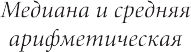 Медиана и средняя
арифметическая